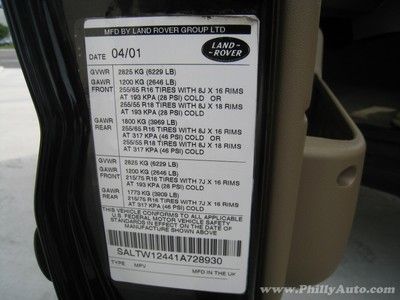 MFD BY LAND ROVER GROUP LTD
DATE 04/01
LAND-
-ROVER
GVWR 2825 KG (6229 LB)
GAWR FRONT 1200 KG (2646 LB)
255/65 R16 TIRES WITH 8J X 16 RIMS
AT 193 KPA (28 PSI) COLD OR
255/55 R18 TIRES WITH 8J X 18 RIMS
AT 193 KPA (28 PSI) COLD
GAWR REAR 1800 KG (3969 LB)
255/65 R16 TIRES WITH 8J X 16 RIMS
AT 317 KPA (46 PSI) COLD OR
255/55 R18 TIRES WITH 8J X 18 RIMS
AT 317 KPA (46 PSI) COLD
GVWR 2825 KG (6229 LB)
GAWR FRONT 1200 KG (2646 LB)
215/75 R16 TIRES WITH 7J X 16 RIMS
AT 193 KPA (28 PSI) COLD
GAWR REAR 1773 KG (3909 LB)
215/75 R16 TIRES WITH 7J X 16 RIMS
AT 317 KPA (46 PSI) COLD
THIS VEHICLE CONFORMS TO ALL APPLICABLE
U.S. FEDERAL MOTOR VEHICLE SAFETY
STANDARDS IN EFFECT ON THE DATE OF
MANUFACTURE SHOWN ABOVE
SALTW12441A728930
TYPE MPV MFD IN THE UK
www.PhillyAuto.com